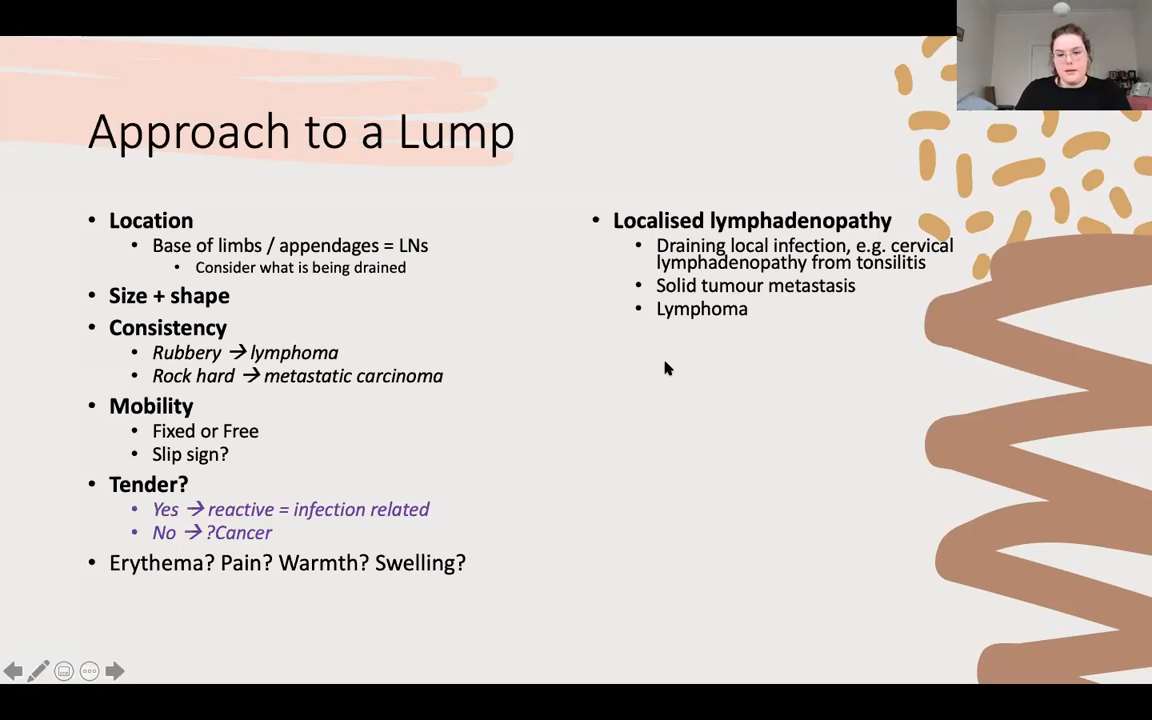 Approach to a Lump
• Location
• Base of limbs / appendages = LNs
• Consider what is being drained
• Size + shape
• Consistency
• Rubbery → lymphoma
• Rock hard → metastatic carcinoma
• Mobility
• Fixed or Free
• Slip sign?
• Tender?
• Yes → reactive = infection related
• No → ?Cancer
• Erythema? Pain? Warmth? Swelling?
• Localised lymphadenopathy
• Draining local infection, e.g. cervical
lymphadenopathy from tonsilitis
• Solid tumour metastasis
• Lymphoma